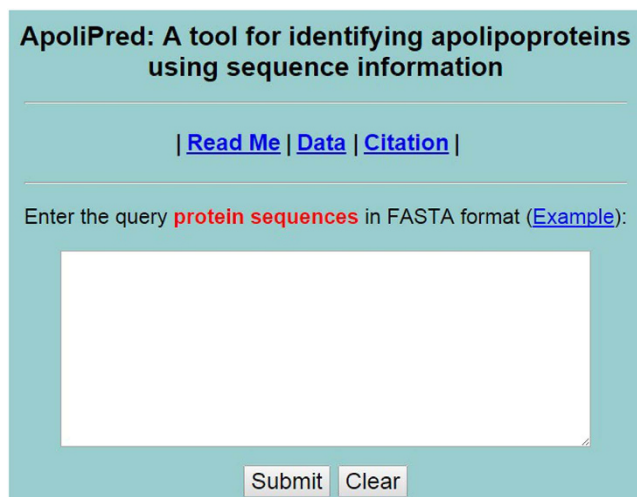 ApoliPred: A tool for identifying apolipoproteins
using sequence information
| Read Me | Data | Citation |
Enter the query protein sequences in FASTA format (Example):
Submit Clear